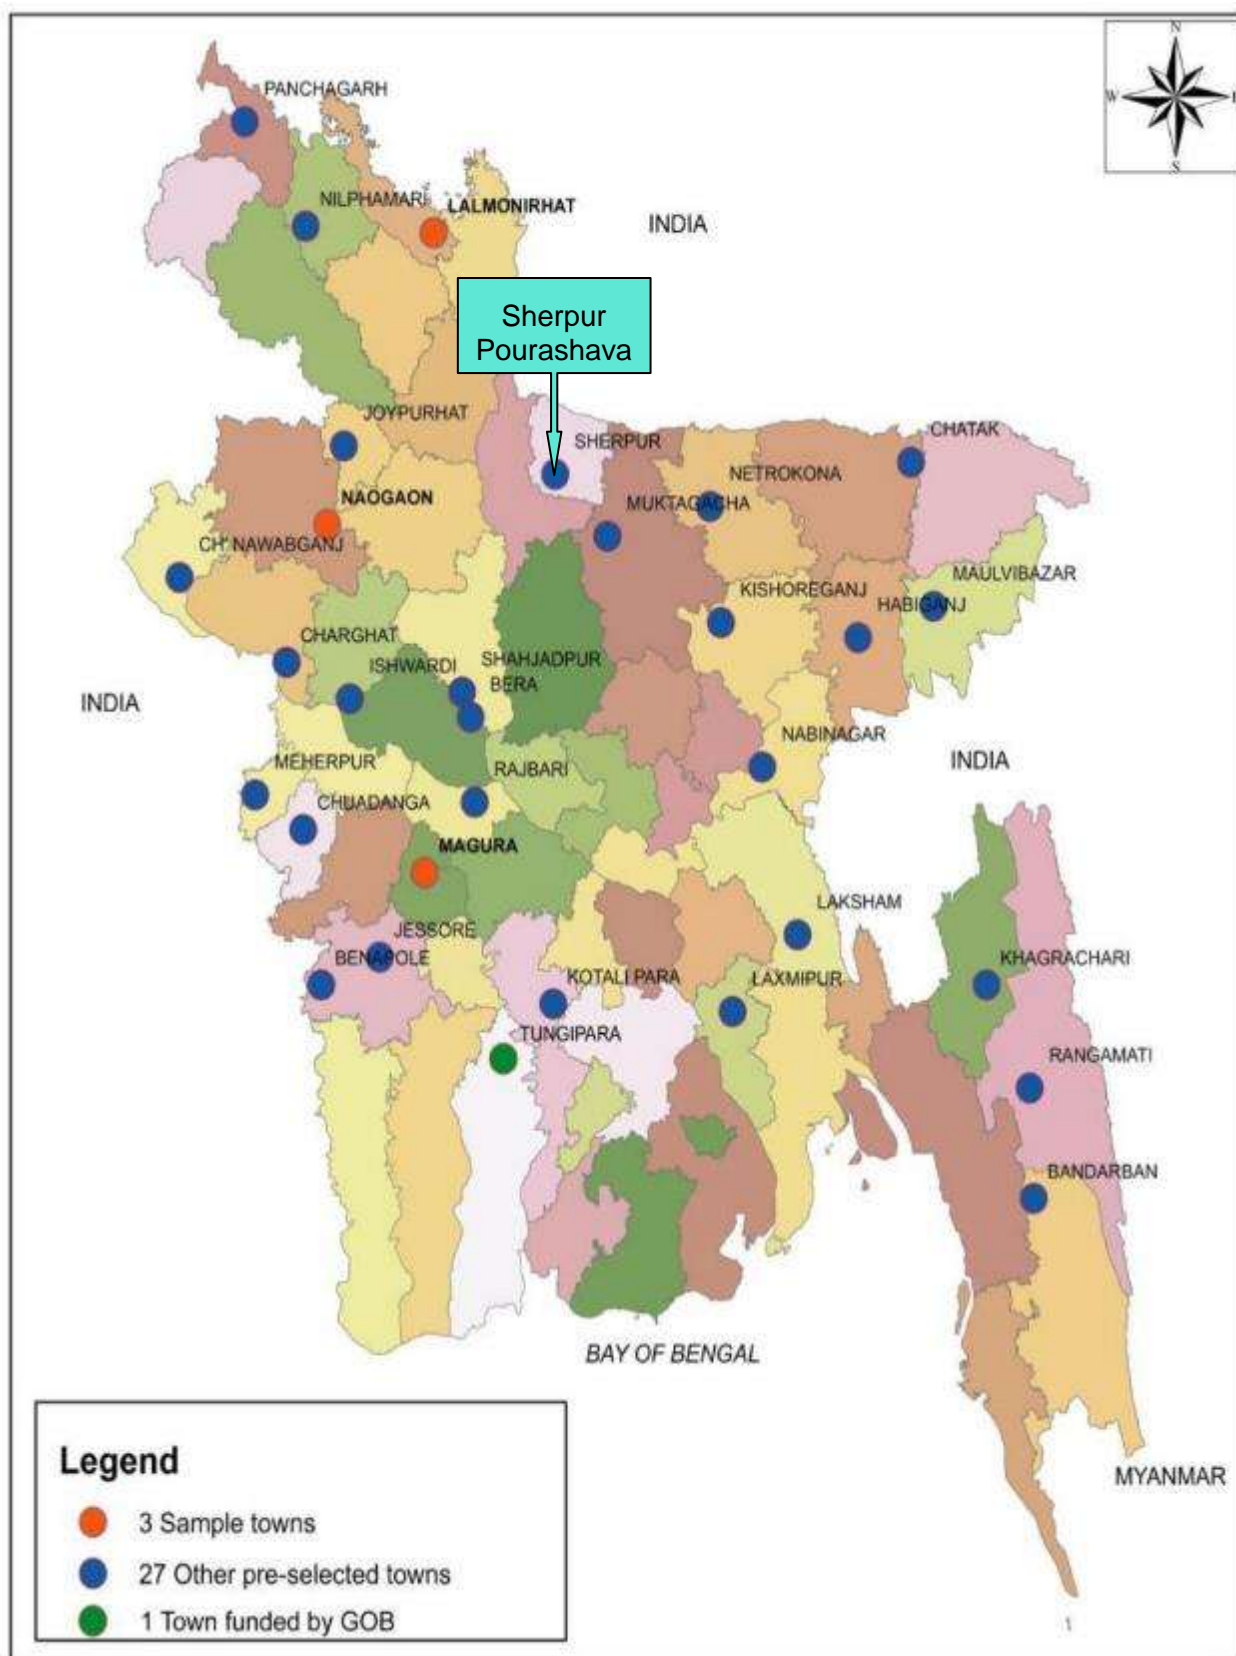 N
W
E
S
PANCHAGARH
NILPHAMARI
LALMONIRHAT
INDIA
Sherpur
Pourashava
JOYPURHAT
SHERPUR
CHATAK
NETROKONA
NAOGAON
MUKTAGACHA
CH' NAWABGANJ
MAULVIBAZAR
KISHOREGANJ
HABIGANJ
CHARGHAT
ISHWARDI
SHAHJADPUR
BERA
INDIA
NABINAGAR
INDIA
MEHERPUR
RAJBARI
CHUADANGA
MAGURA
LAKSHAM
JESSORE
BENAPOLE
KHAGRACHARI
KOTALI PARA
LAXMIPUR
TUNGIPARA
RANGAMATI
BANDARBAN
BAY OF BENGAL
MYANMAR
Legend
3 Sample towns
27 Other pre-selected towns
1 Town funded by GOB
1